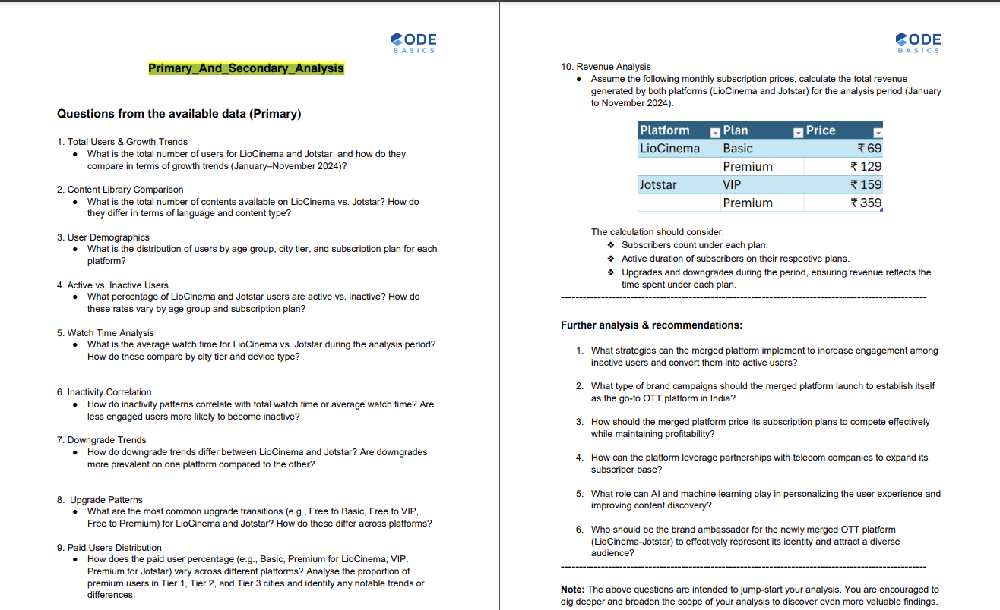 CODE
BASICS
Primary_And_Secondary_Analysis
Questions from the available data (Primary)
1. Total Users & Growth Trends
● What is the total number of users for LioCinema and Jotstar, and how do they
compare in terms of growth trends (January–November 2024)?
2. Content Library Comparison
● What is the total number of contents available on LioCinema vs. Jotstar? How do
they differ in terms of language and content type?
3. User Demographics
● What is the distribution of users by age group, city tier, and subscription plan for each
platform?
4. Active vs. Inactive Users
● What percentage of LioCinema and Jotstar users are active vs. inactive? How do
these rates vary by age group and subscription plan?
5. Watch Time Analysis
● What is the average watch time for LioCinema vs. Jotstar during the analysis period?
How do these compare by city tier and device type?
6. Inactivity Correlation
● How do inactivity patterns correlate with total watch time or average watch time? Are
less engaged users more likely to become inactive?
7. Downgrade Trends
● How do downgrade trends differ between LioCinema and Jotstar? Are downgrades
more prevalent on one platform compared to the other?
8. Upgrade Patterns
● What are the most common upgrade transitions (e.g., Free to Basic, Free to VIP,
Free to Premium) for LioCinema and Jotstar? How do these differ across platforms?
9. Paid Users Distribution
● How does the paid user percentage (e.g., Basic, Premium for LioCinema; VIP,
Premium for Jotstar) vary across different platforms? Analyse the proportion of
premium users in Tier 1, Tier 2, and Tier 3 cities and identify any notable trends or
differences.
CODE
BASICS
10. Revenue Analysis
● Assume the following monthly subscription prices, calculate the total revenue
generated by both platforms (LioCinema and Jotstar) for the analysis period (January
to November 2024).
Platform Plan Price
LioCinema Basic ₹ 69
Premium ₹ 129
Jotstar VIP ₹ 159
Premium ₹ 359
The calculation should consider:
❖ Subscribers count under each plan.
❖ Active duration of subscribers on their respective plans.
❖ Upgrades and downgrades during the period, ensuring revenue reflects the
time spent under each plan.
Further analysis & recommendations:
1. What strategies can the merged platform implement to increase engagement among
inactive users and convert them into active users?
2. What type of brand campaigns should the merged platform launch to establish itself
as the go-to OTT platform in India?
3. How should the merged platform price its subscription plans to compete effectively
while maintaining profitability?
4. How can the platform leverage partnerships with telecom companies to expand its
subscriber base?
5. What role can AI and machine learning play in personalizing the user experience and
improving content discovery?
6. Who should be the brand ambassador for the newly merged OTT platform
(LioCinema-Jotstar) to effectively represent its identity and attract a diverse
audience?
Note: The above questions are intended to jump-start your analysis. You are encouraged to
dig deeper and broaden the scope of your analysis to discover even more valuable findings.